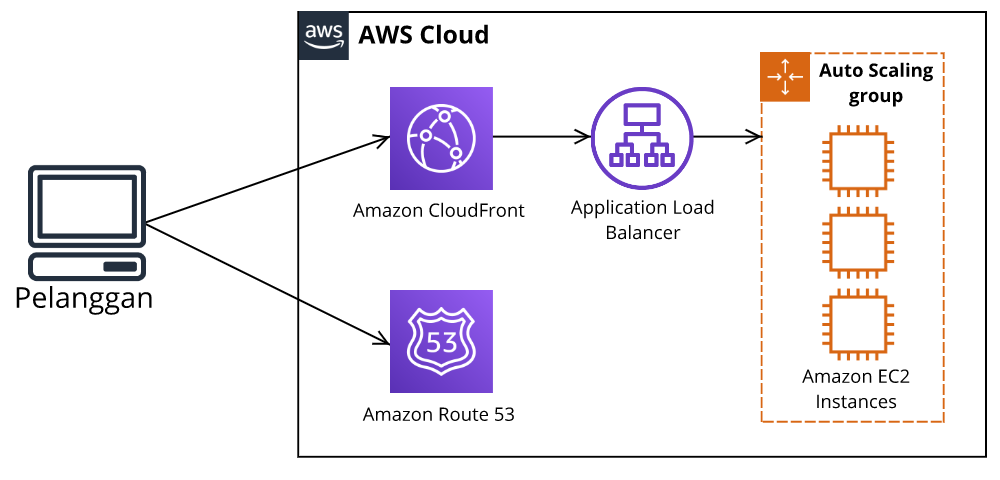 aws
AWS Cloud
Auto Scaling
group
Amazon CloudFront
Application Load
Balancer
Pelanggan
53
Amazon Route 53
Amazon EC2
Instances